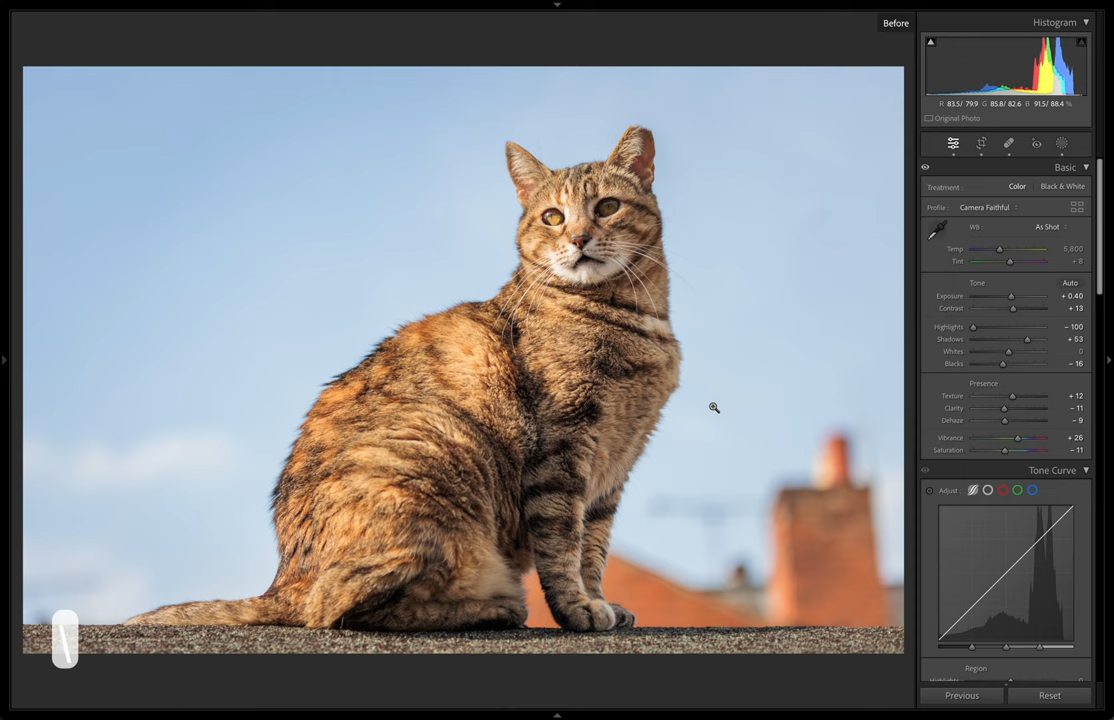 Before
Histogram
R 83.5/ 79.9 G 85.8/ 82.6 B 91.5/ 88.4 %
Original Photo
Basic
Treatment : Color Black & White
Profile : Camera Faithful
WB : As Shot
Temp 5,800
Tint + 8
Tone Auto
Exposure + 0.40
Contrast + 13
Highlights − 100
Shadows + 53
Whites 0
Blacks − 16
Presence
Texture + 12
Clarity − 11
Dehaze − 9
Vibrance + 26
Saturation − 11
Tone Curve
Adjust :
Region
Highlights 0
Previous Reset
\